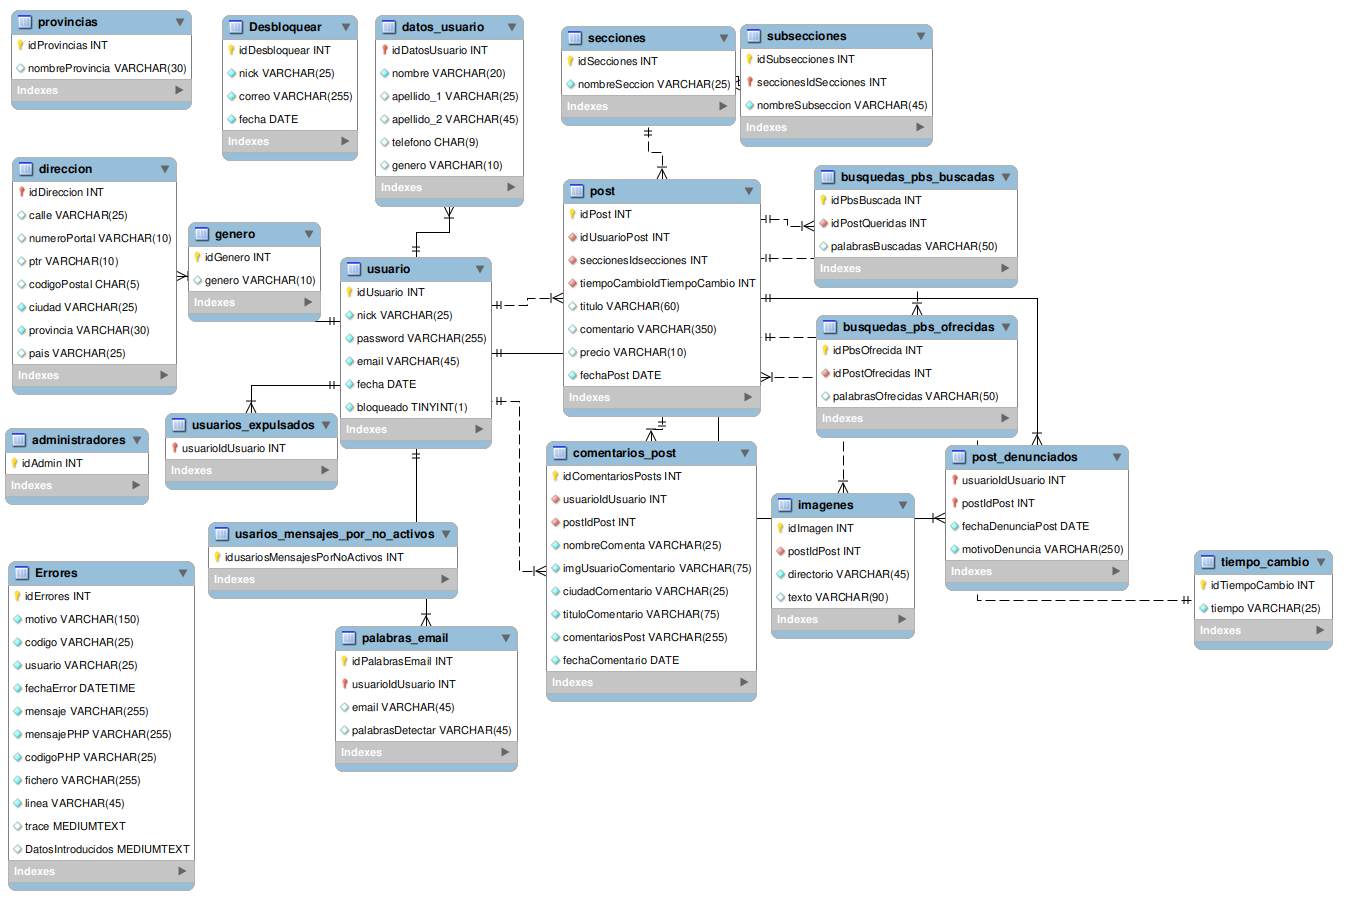 provincias
idProvincias INT
nombreProvincia VARCHAR(30)
Indexes
Desbloquear
idDesbloquear INT
nick VARCHAR(25)
correo VARCHAR(255)
fecha DATE
Indexes
datos_usuario
idDatosUsuario INT
nombre VARCHAR(20)
apellido_1 VARCHAR(25)
apellido_2 VARCHAR(45)
telefono CHAR(9)
genero VARCHAR(10)
Indexes
secciones
idSecciones INT
nombreSeccion VARCHAR(25)
Indexes
subsecciones
idSubsecciones INT
seccionesIdSecciones INT
nombreSubseccion VARCHAR(45)
Indexes
direccion
idDireccion INT
calle VARCHAR(25)
numeroPortal VARCHAR(10)
ptr VARCHAR(10)
codigoPostal CHAR(5)
ciudad VARCHAR(25)
provincia VARCHAR(30)
pais VARCHAR(25)
Indexes
genero
idGenero INT
genero VARCHAR(10)
Indexes
usuario
idUsuario INT
nick VARCHAR(25)
password VARCHAR(255)
email VARCHAR(45)
fecha DATE
bloqueado TINYINT(1)
Indexes
post
idPost INT
idUsuarioPost INT
seccionesIdsecciones INT
tiempoCambioIdTiempoCambio INT
titulo VARCHAR(60)
comentario VARCHAR(350)
precio VARCHAR(10)
fechaPost DATE
Indexes
busquedas_pbs_buscadas
idPbsBuscada INT
idPostQueridas INT
palabrasBuscadas VARCHAR(50)
Indexes
busquedas_pbs_ofrecidas
idPbsOfrecida INT
idPostOfrecidas INT
palabrasOfrecidas VARCHAR(50)
Indexes
administradores
idAdmin INT
Indexes
usuarios_expulsados
usuarioIdUsuario INT
Indexes
comentarios_post
idComentariosPosts INT
usuarioIdUsuario INT
postIdPost INT
nombreComenta VARCHAR(25)
imgUsuarioComentario VARCHAR(75)
ciudadComentario VARCHAR(25)
tituloComentario VARCHAR(75)
comentariosPost VARCHAR(255)
fechaComentario DATE
Indexes
imagenes
idImagen INT
postIdPost INT
directorio VARCHAR(45)
texto VARCHAR(90)
Indexes
post_denunciados
usuarioIdUsuario INT
postIdPost INT
fechaDenunciaPost DATE
motivoDenuncia VARCHAR(250)
Indexes
tiempo_cambio
idTiempoCambio INT
tiempo VARCHAR(25)
Indexes
usarios_mensajes_por_no_activos
idusariosMensajesPorNoActivos INT
Indexes
palabras_email
idPalabrasEmail INT
usuarioIdUsuario INT
email VARCHAR(45)
palabrasDetectar VARCHAR(45)
Indexes
Errores
idErrores INT
motivo VARCHAR(150)
codigo VARCHAR(25)
usuario VARCHAR(25)
fechaError DATETIME
mensaje VARCHAR(255)
mensajePHP VARCHAR(255)
codigoPHP VARCHAR(25)
fichero VARCHAR(255)
linea VARCHAR(45)
trace MEDIUMTEXT
DatosIntroducidos MEDIUMTEXT
Indexes